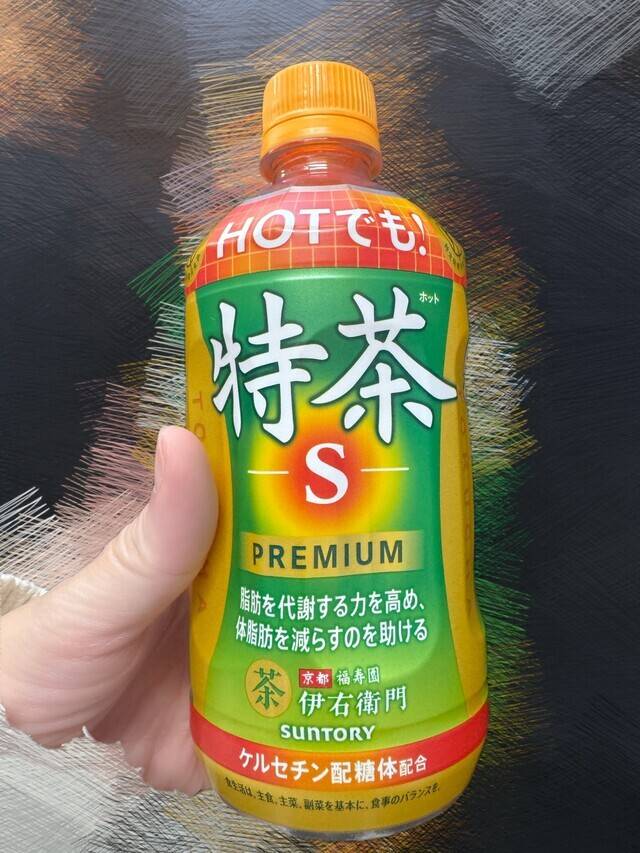 HOTでも!
特茶
ホット
S
PREMIUM
脂肪を代謝する力を高め、
体脂肪を減らすのを助ける
茶
京都 福寿園
伊右衛門
SUNTORY
ケルセチン配糖体配合
食生活は、主食、主菜、副菜を基本に、食事のバランスを。